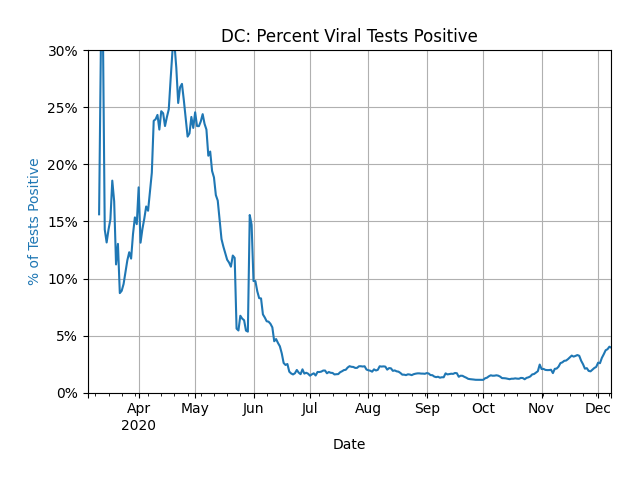 DC: Percent Viral Tests Positive
30%
25%
20%
15%
10%
5%
0%
% of Tests Positive
Apr May Jun Jul Aug Sep Oct Nov Dec
2020
Date